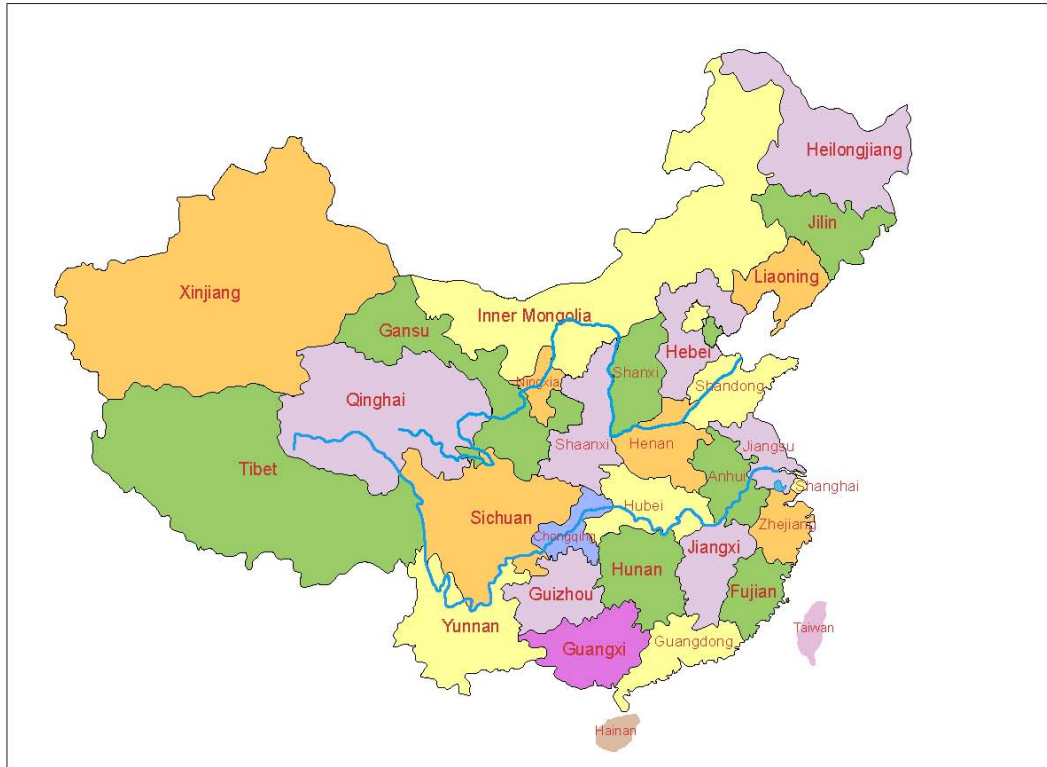 Heilongjiang
Jilin
Liaoning
Xinjiang
Inner Mongolia
Gansu
Hebei
Shanxi
Ningxia
Shandong
Qinghai
Shaanxi
Henan
Jiangsu
Tibet
Anhui
Shanghai
Hubei
Sichuan
Zhejiang
Chongqing
Jiangxi
Hunan
Fujian
Guizhou
Yunnan
Taiwan
Guangdong
Guangxi
Hainan